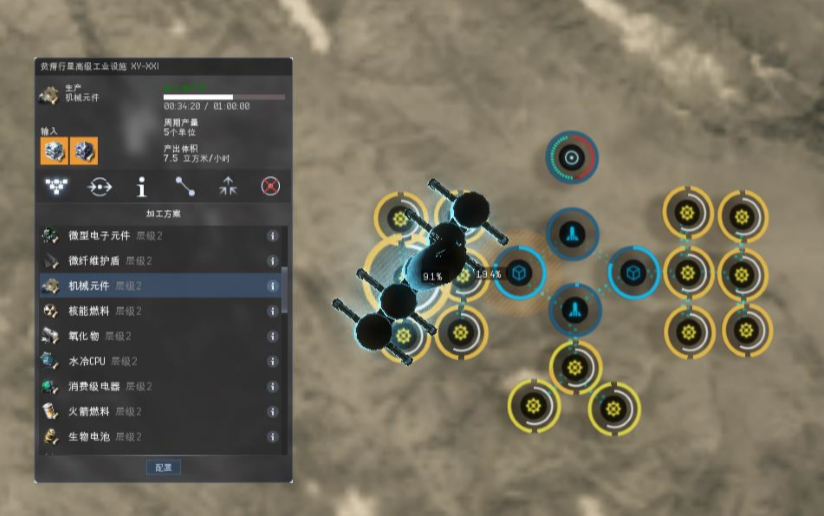 贫瘠行星高级工业设施 XY-XXI
生产
机械元件
00:34:20 / 01:00:00
周期产量
5个单位
输入
产出体积
7.5 立方米/小时
加工方案
微型电子元件 层级2
微纤维护盾 层级2
机械元件 层级2
核能燃料 层级2
氧化物 层级2
水冷CPU 层级2
消费级电器 层级2
火箭燃料 层级2
生物电池 层级2
配置
9.1%
19.4%